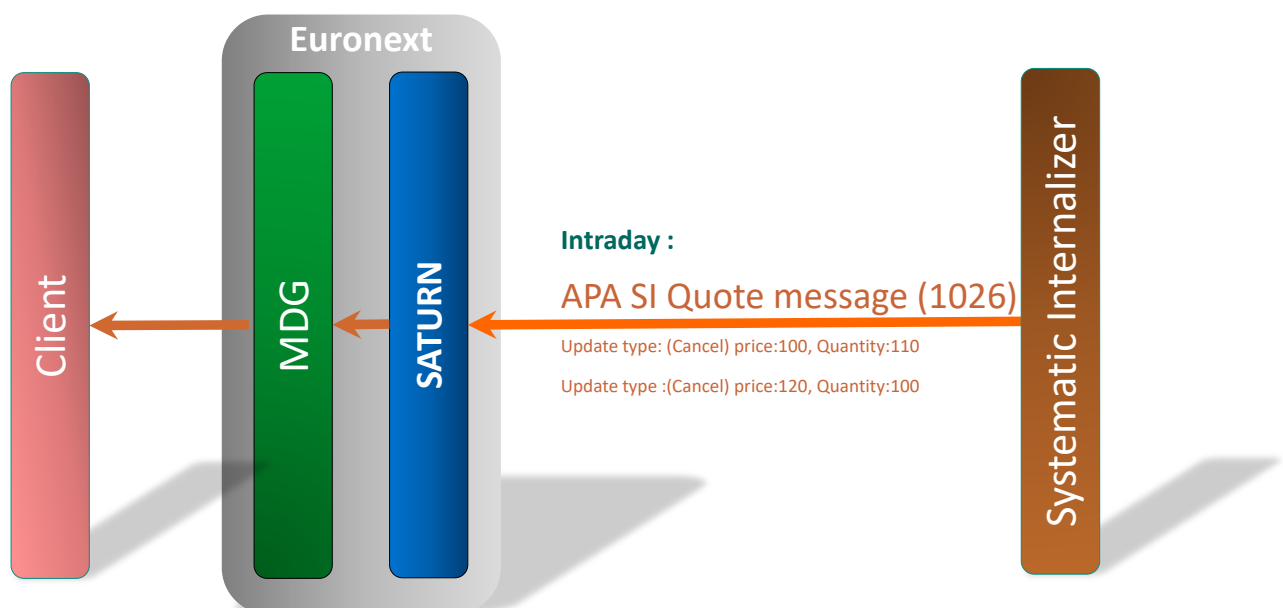 Euronext
Client
MDG
SATURN
Intraday :
APA SI Quote message (1026)
Update type: (Cancel) price:100, Quantity:110
Update type :(Cancel) price:120, Quantity:100
Systematic Internalizer